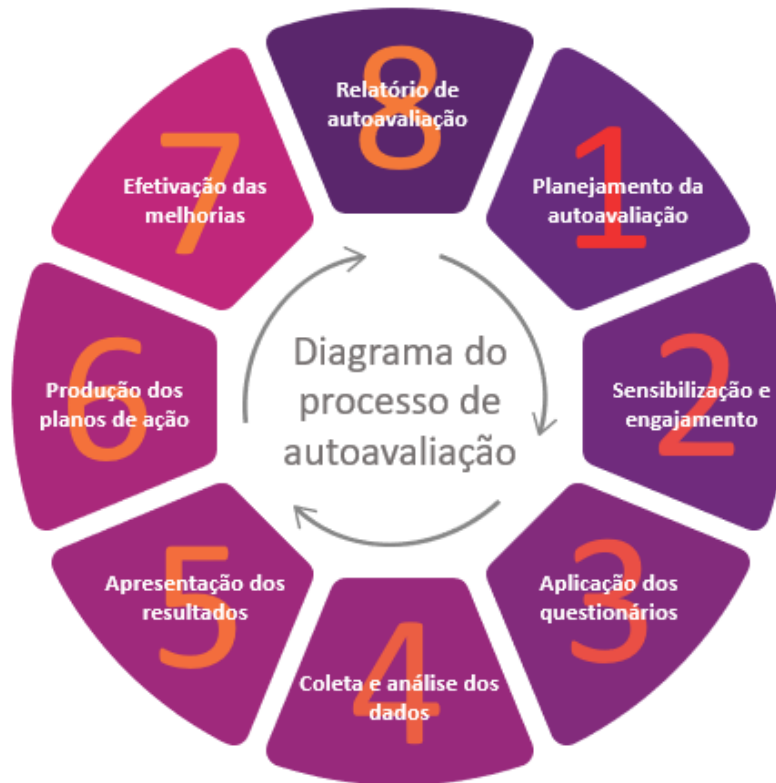 8
Relatório de
autoavaliação
1
Planejamento da
autoavaliação
2
Sensibilização e
engajamento
3
Aplicação dos
questionários
4
Coleta e análise dos
dados
5
Apresentação dos
resultados
6
Produção dos
planos de ação
7
Efetivação das
melhorias
Diagrama do
processo de
autoavaliação